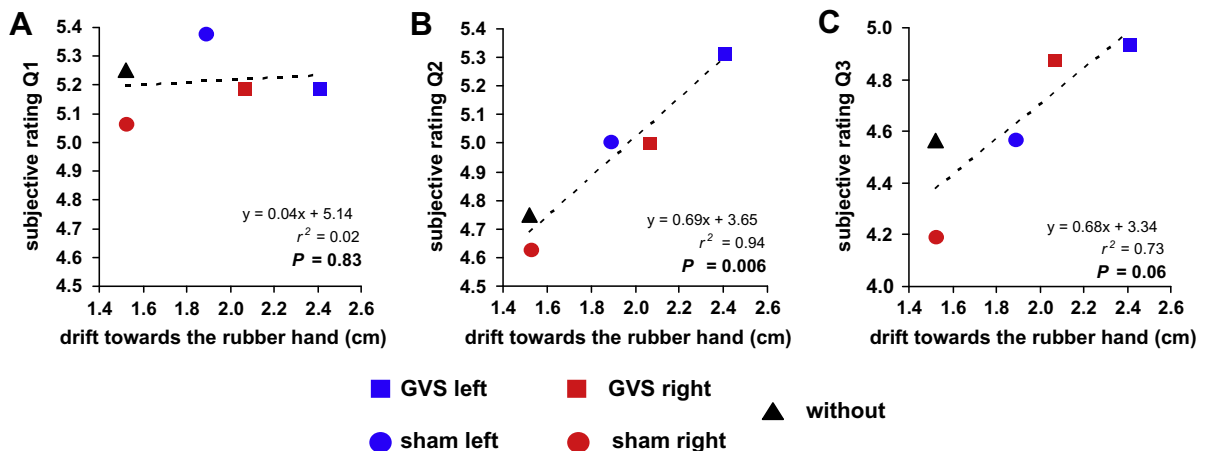 A
subjective rating Q1
5.4
5.3
5.2
5.1
5.0
4.9
4.8
4.7
4.6
4.5
y = 0.04x + 5.14
r² = 0.02
P = 0.83
1.4 1.6 1.8 2.0 2.2 2.4 2.6
drift towards the rubber hand (cm)
B
subjective rating Q2
5.4
5.3
5.2
5.1
5.0
4.9
4.8
4.7
4.6
4.5
y = 0.69x + 3.65
r² = 0.94
P = 0.006
1.4 1.6 1.8 2.0 2.2 2.4 2.6
drift towards the rubber hand (cm)
C
subjective rating Q3
5.0
4.8
4.6
4.4
4.2
4.0
y = 0.68x + 3.34
r² = 0.73
P = 0.06
1.4 1.6 1.8 2.0 2.2 2.4 2.6
drift towards the rubber hand (cm)
GVS left
GVS right
without
sham left
sham right